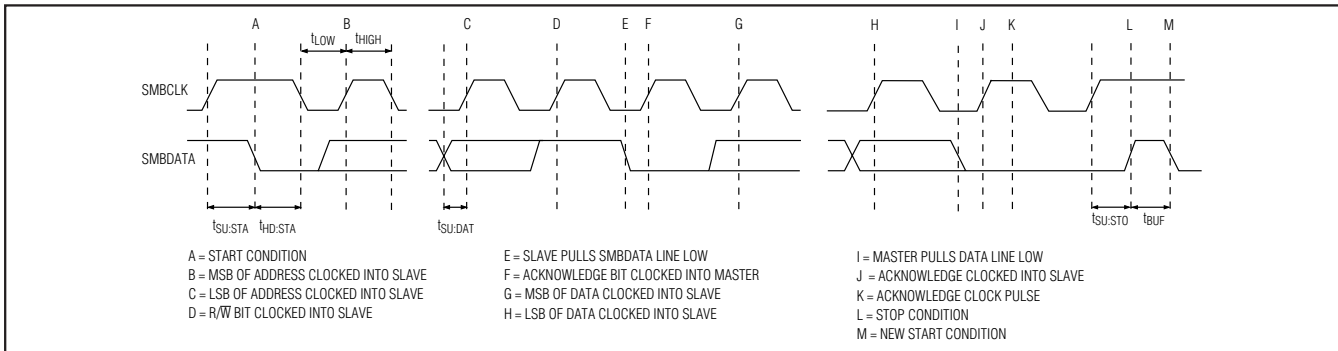 A B C D E F G H I J K L M
tLOW tHIGH
SMBCLK
SMBDATA
tSU:STA tHD:STA tSU:DAT tSU:STO tBUF
A = START CONDITION
B = MSB OF ADDRESS CLOCKED INTO SLAVE
C = LSB OF ADDRESS CLOCKED INTO SLAVE
D = R/W̅ BIT CLOCKED INTO SLAVE
E = SLAVE PULLS SMBDATA LINE LOW
F = ACKNOWLEDGE BIT CLOCKED INTO MASTER
G = MSB OF DATA CLOCKED INTO SLAVE
H = LSB OF DATA CLOCKED INTO SLAVE
I = MASTER PULLS DATA LINE LOW
J = ACKNOWLEDGE CLOCKED INTO SLAVE
K = ACKNOWLEDGE CLOCK PULSE
L = STOP CONDITION
M = NEW START CONDITION